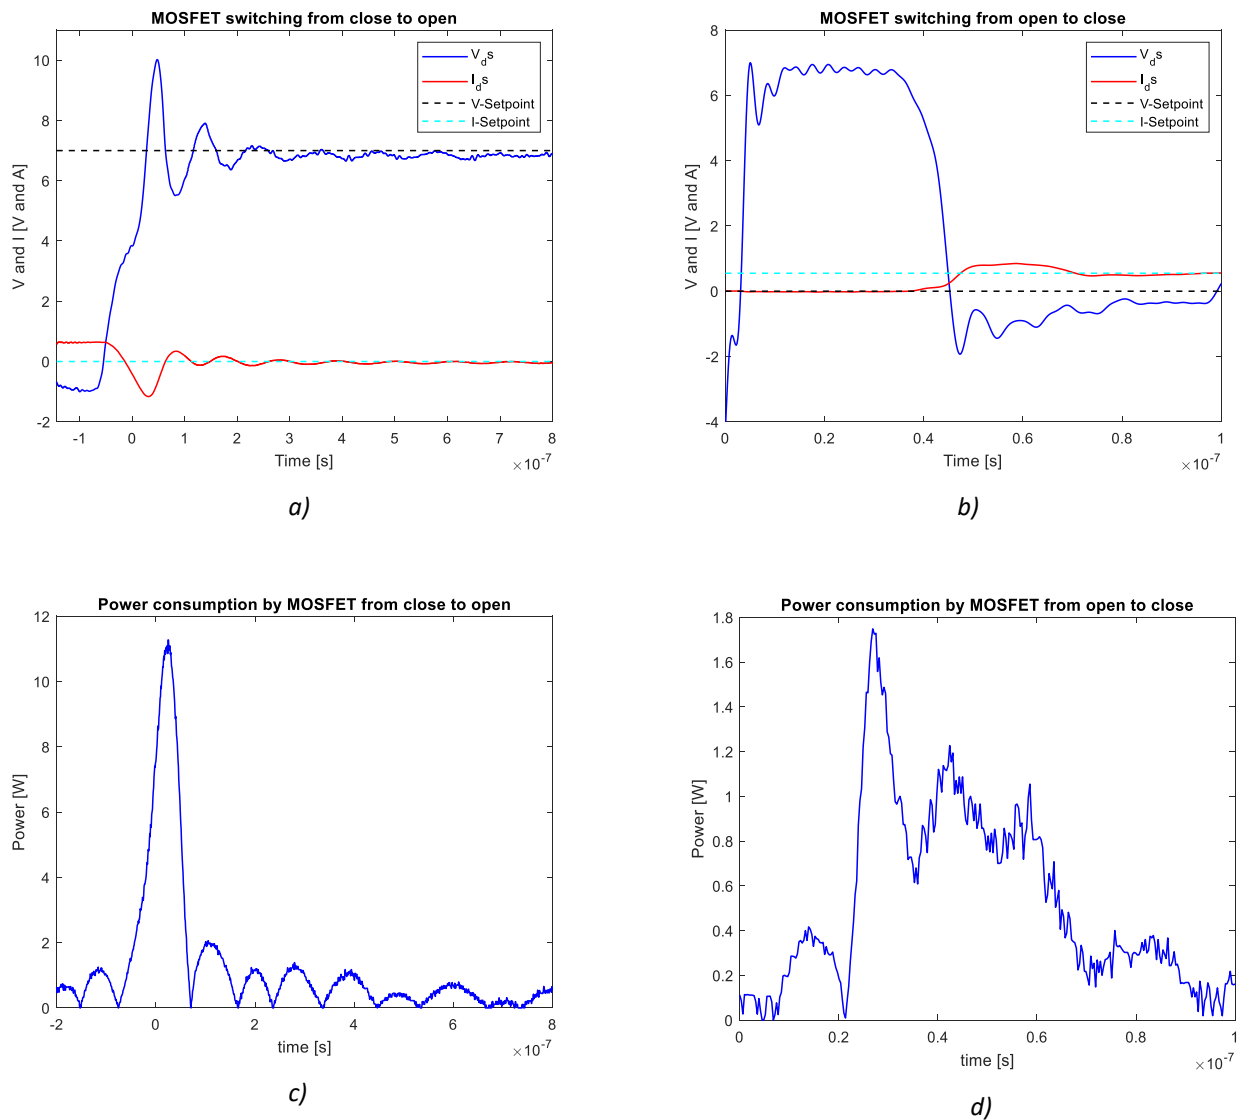 MOSFET switching from close to open
10
8
6
4
2
0
-2
V and I [V and A]
-1 0 1 2 3 4 5 6 7 8
Time [s]
×10-7
V_d s
I_d s
V-Setpoint
I-Setpoint
a)
MOSFET switching from open to close
8
6
4
2
0
-2
-4
V and I [V and A]
0 0.2 0.4 0.6 0.8 1
Time [s]
×10-7
V_d s
I_d s
V-Setpoint
I-Setpoint
b)
Power consumption by MOSFET from close to open
12
10
8
6
4
2
0
Power [W]
-2 0 2 4 6 8
time [s]
×10-7
c)
Power consumption by MOSFET from open to close
1.8
1.6
1.4
1.2
1
0.8
0.6
0.4
0.2
0
Power [W]
0 0.2 0.4 0.6 0.8 1
time [s]
×10-7
d)